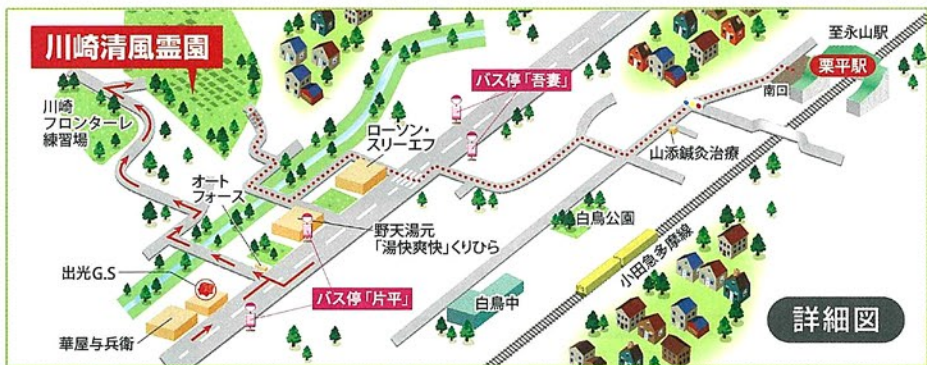 川崎清風霊園
川崎
フロンターレ
練習場
オート
フォース
出光G.S
華屋与兵衛
ローソン・
スリーエフ
野天湯元
「湯快爽快」くりひら
バス停「片平」
バス停「吾妻」
白鳥公園
白鳥中
山添鍼灸治療
小田急多摩線
至永山駅
栗平駅
南口
詳細図